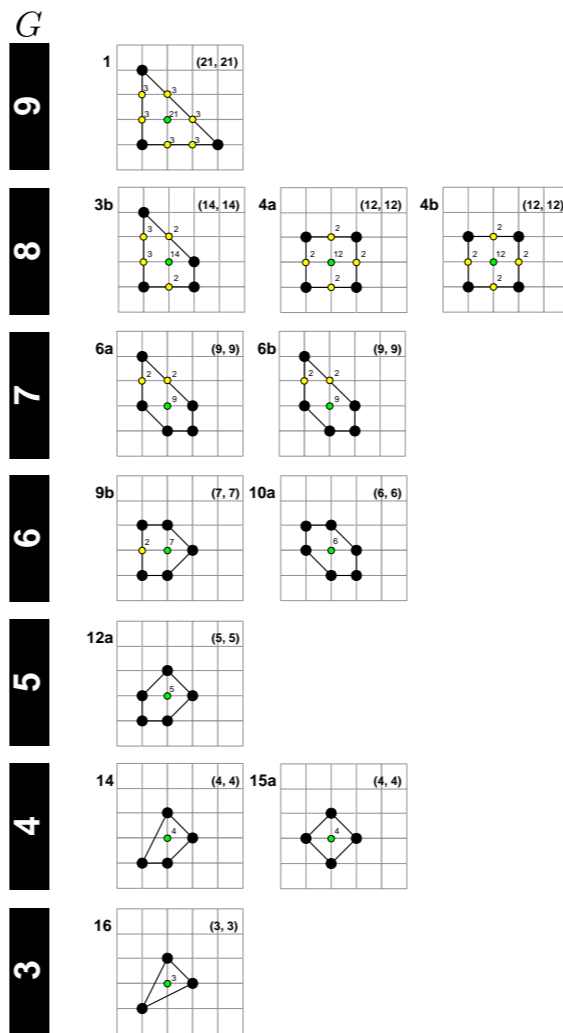 G
9
1 (21, 21)
3 3
3 21 3
3 3
8
3b (14, 14)
3 2
3 14
2
4a (12, 12)
2
2 12 2
2
4b (12, 12)
2
2 12 2
2
7
6a (9, 9)
2 2
9
6b (9, 9)
2 2
9
6
9b (7, 7)
2 7
10a (6, 6)
6
5
12a (5, 5)
5
4
14 (4, 4)
4
15a (4, 4)
4
3
16 (3, 3)
3